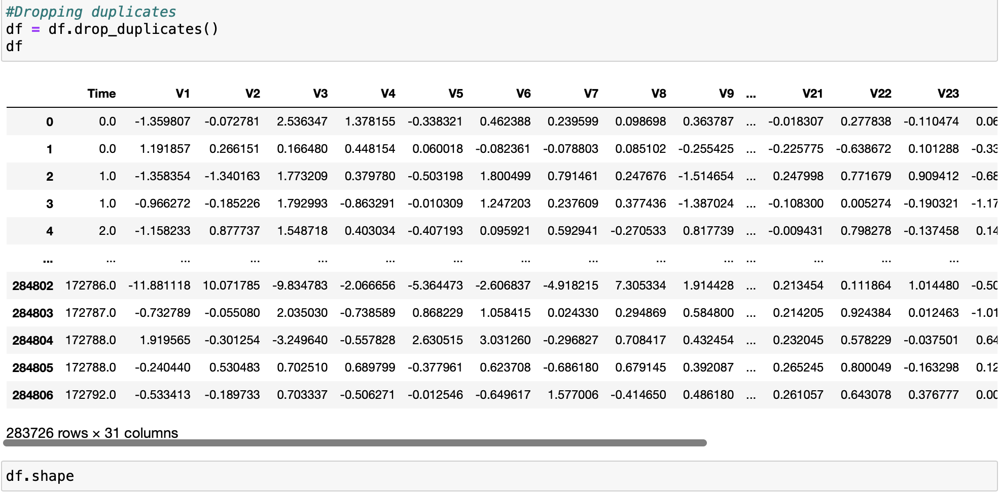 #Dropping duplicates
df = df.drop_duplicates()
df
Time V1 V2 V3 V4 V5 V6 V7 V8 V9 ... V21 V22 V23
0 0.0 -1.359807 -0.072781 2.536347 1.378155 -0.338321 0.462388 0.239599 0.098698 0.363787 ... -0.018307 0.277838 -0.110474 0.06
1 0.0 1.191857 0.266151 0.166480 0.448154 0.060018 -0.082361 -0.078803 0.085102 -0.255425 ... -0.225775 -0.638672 0.101288 -0.33
2 1.0 -1.358354 -1.340163 1.773209 0.379780 -0.503198 1.800499 0.791461 0.247676 -1.514654 ... 0.247998 0.771679 0.909412 -0.68
3 1.0 -0.966272 -0.185226 1.792993 -0.863291 -0.010309 1.247203 0.237609 0.377436 -1.387024 ... -0.108300 0.005274 -0.190321 -1.17
4 2.0 -1.158233 0.877737 1.548718 0.403034 -0.407193 0.095921 0.592941 -0.270533 0.817739 ... -0.009431 0.798278 -0.137458 0.14
... ... ... ... ... ... ... ... ... ... ... ... ... ... ...
284802 172786.0 -11.881118 10.071785 -9.834783 -2.066656 -5.364473 -2.606837 -4.918215 7.305334 1.914428 ... 0.213454 0.111864 1.014480 -0.50
284803 172787.0 -0.732789 -0.055080 2.035030 -0.738589 0.868229 1.058415 0.024330 0.294869 0.584800 ... 0.214205 0.924384 0.012463 -1.01
284804 172788.0 1.919565 -0.301254 -3.249640 -0.557828 2.630515 3.031260 -0.296827 0.708417 0.432454 ... 0.232045 0.578229 -0.037501 0.64
284805 172788.0 -0.240440 0.530483 0.702510 0.689799 -0.377961 0.623708 -0.686180 0.679145 0.392087 ... 0.265245 0.800049 -0.163298 0.12
284806 172792.0 -0.533413 -0.189733 0.703337 -0.506271 -0.012546 -0.649617 1.577006 -0.414650 0.486180 ... 0.261057 0.643078 0.376777 0.00
283726 rows × 31 columns
df.shape